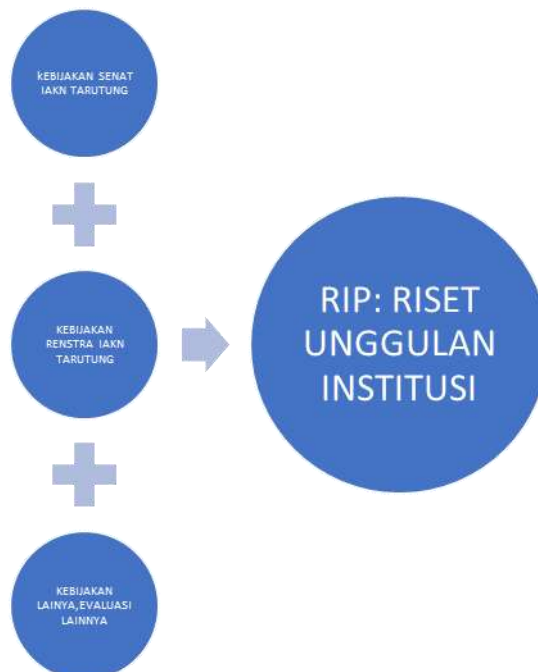 kEBIJAKAN SENAT
IAKN TARUTUNG
KEBIJAKAN
RENSTRA IAKN
TARUTUNG
KEBIJAKAN
LAINYA,EVALUASI
LAINNYA
RIP: RISET
UNGGULAN
INSTITUSI